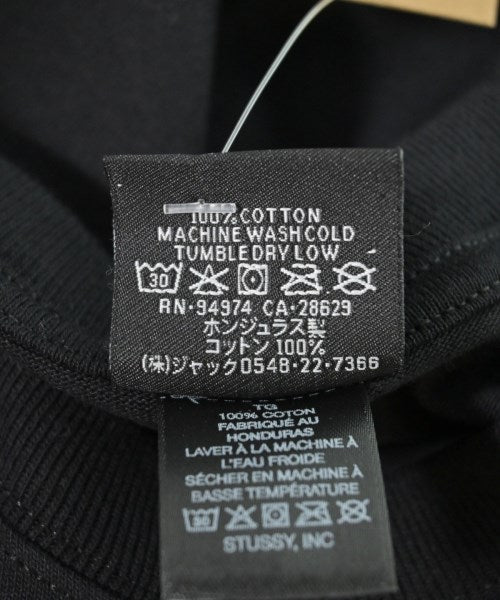 100% COTTON
MACHINE WASH COLD
TUMBLE DRY LOW
30
RN·94974 CA·28629
ホンジュラス製
コットン 100%
(株)ジャック0548·22·7366
TG
100% COTON
FABRIQUÉ AU
HONDURAS
LAVER À LA MACHINE À
L'EAU FROIDE
SÉCHER EN MACHINE À
BASSE TEMPÉRATURE
30
STUSSY, INC